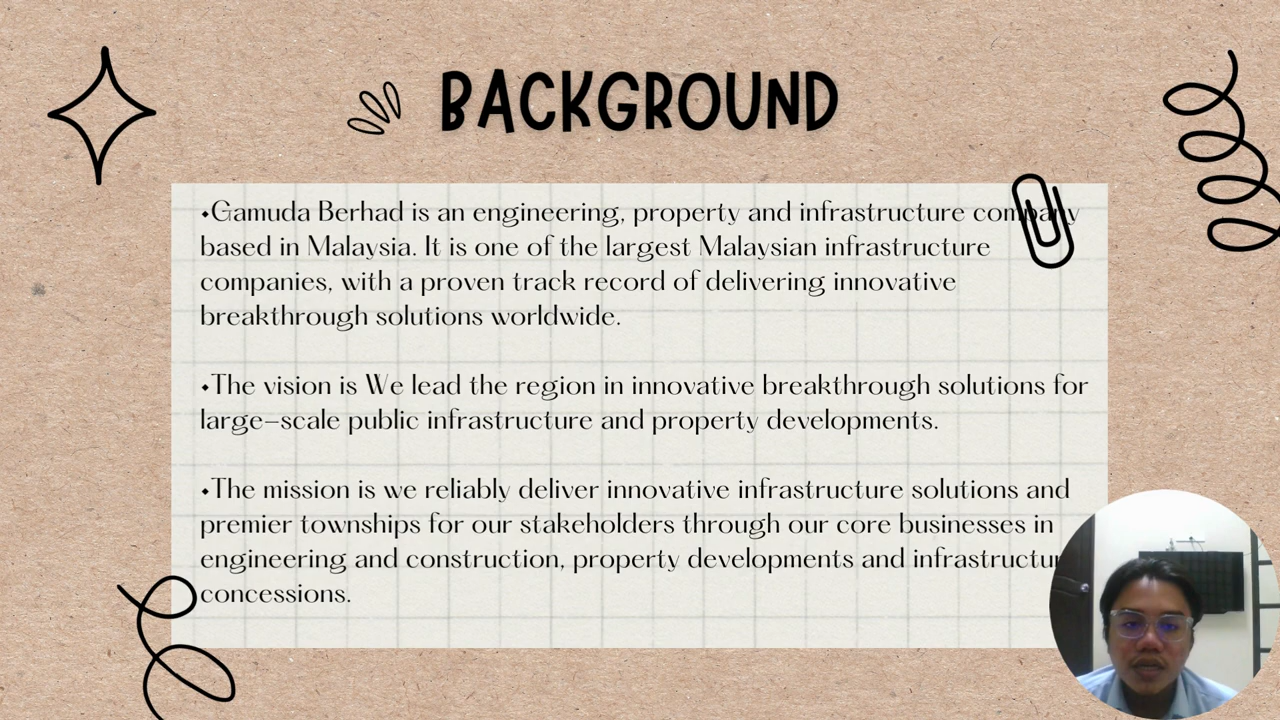 BACKGROUND
•Gamuda Berhad is an engineering, property and infrastructure company
based in Malaysia. It is one of the largest Malaysian infrastructure
companies, with a proven track record of delivering innovative
breakthrough solutions worldwide.
•The vision is We lead the region in innovative breakthrough solutions for
large-scale public infrastructure and property developments.
•The mission is we reliably deliver innovative infrastructure solutions and
premier townships for our stakeholders through our core businesses in
engineering and construction, property developments and infrastructur
concessions.